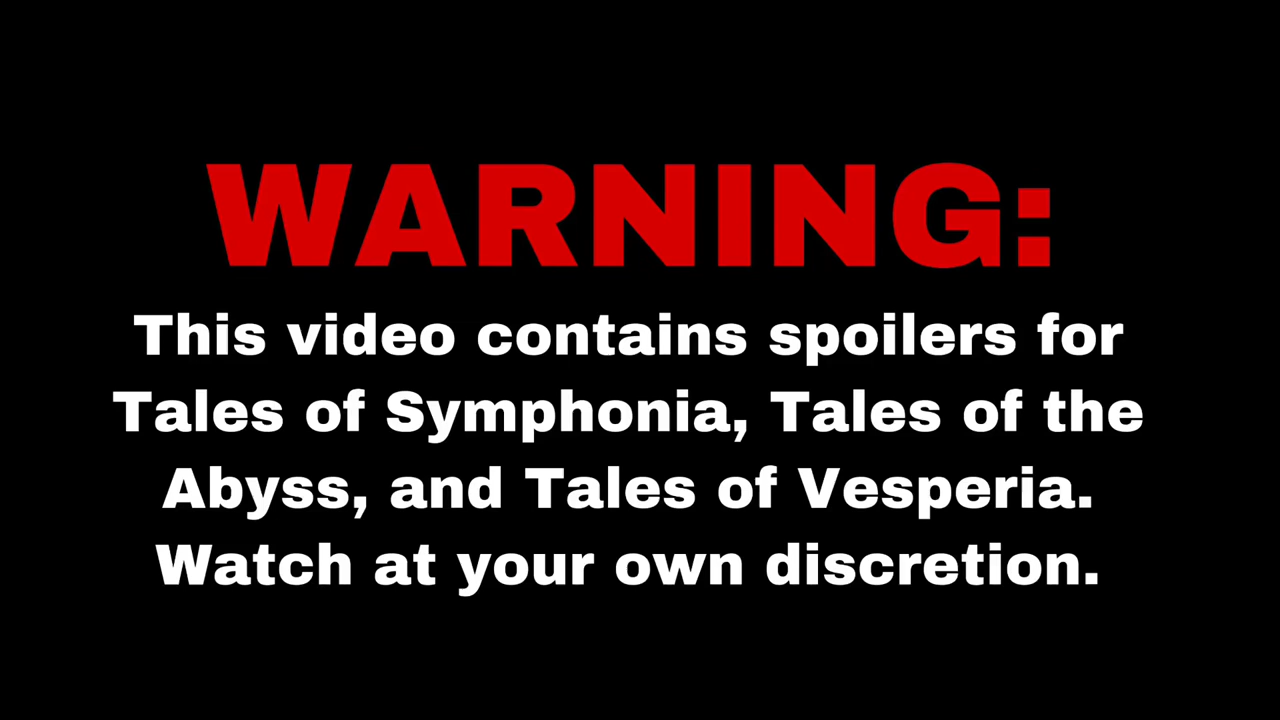 WARNING:
This video contains spoilers for
Tales of Symphonia, Tales of the
Abyss, and Tales of Vesperia.
Watch at your own discretion.